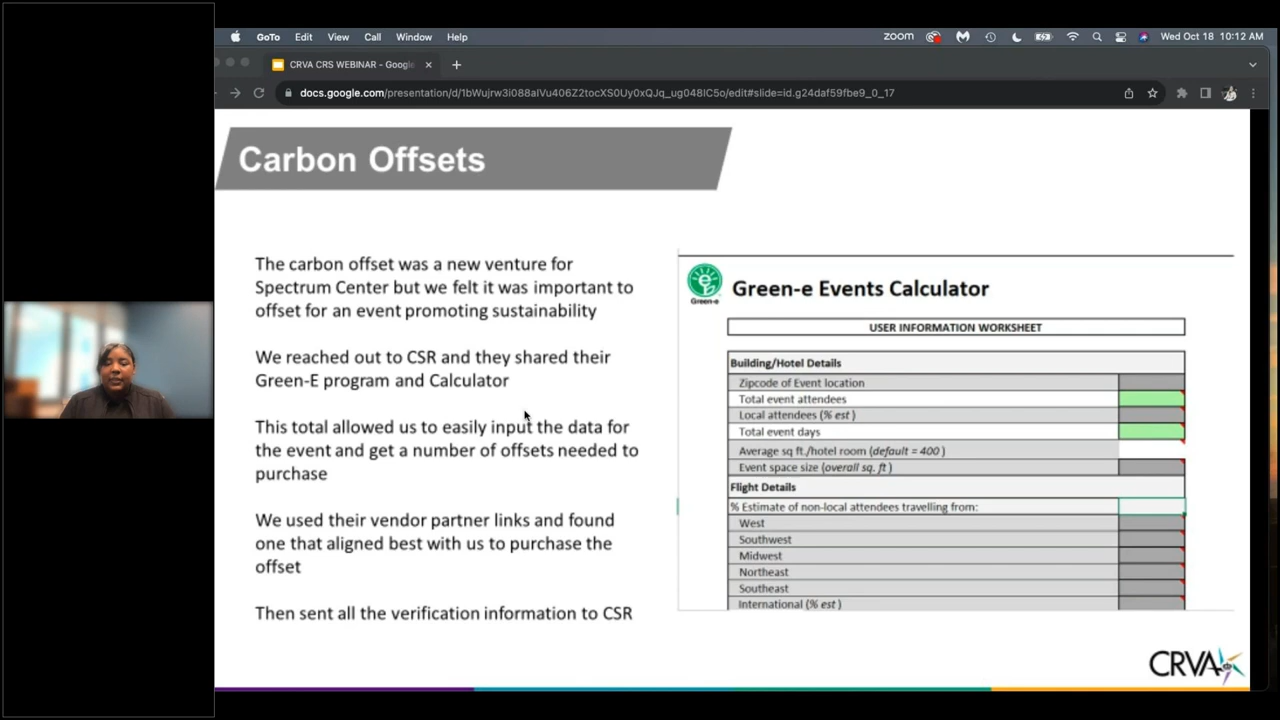 GoTo Edit View Call Window Help zoom Wed Oct 18 10:12 AM
CRVA CRS WEBINAR - Google
docs.google.com/presentation/d/1bWujrw3i088aIVu406Z2tocXS0Uy0xQJq_ug048IC5o/edit#slide=id.g24daf59fbe9_0_17
Carbon Offsets
The carbon offset was a new venture for
Spectrum Center but we felt it was important to
offset for an event promoting sustainability
We reached out to CSR and they shared their
Green-E program and Calculator
This total allowed us to easily input the data for
the event and get a number of offsets needed to
purchase
We used their vendor partner links and found
one that aligned best with us to purchase the
offset
Then sent all the verification information to CSR
Green-e
Green-e Events Calculator
USER INFORMATION WORKSHEET
Building/Hotel Details
Zipcode of Event location
Total event attendees
Local attendees (% est)
Total event days
Average sq ft./hotel room (default = 400)
Event space size (overall sq. ft)
Flight Details
% Estimate of non-local attendees travelling from:
West
Southwest
Midwest
Northeast
Southeast
International (% est)
CRVA